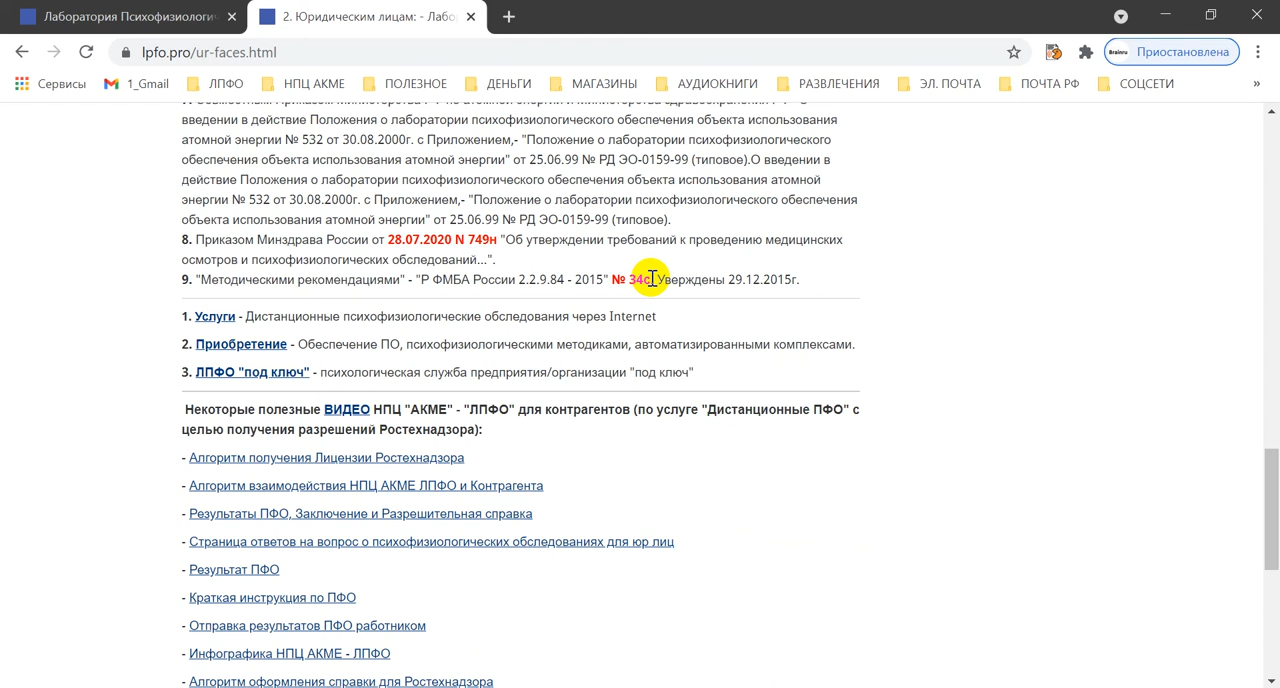 Лаборатория Психофизиологич
2. Юридическим лицам: - Лабо
lpfo.pro/ur-faces.html
Brainru Приостановлена
Сервисы 1_Gmail ЛПФО НПЦ АКМЕ ПОЛЕЗНОЕ ДЕНЬГИ МАГАЗИНЫ АУДИОКНИГИ РАЗВЛЕЧЕНИЯ ЭЛ. ПОЧТА ПОЧТА РФ СОЦСЕТИ »
введении в действие Положения о лаборатории психофизиологического обеспечения объекта использования
атомной энергии № 532 от 30.08.2000г. с Приложением,- "Положение о лаборатории психофизиологического
обеспечения объекта использования атомной энергии" от 25.06.99 № РД ЭО-0159-99 (типовое).О введении в
действие Положения о лаборатории психофизиологического обеспечения объекта использования атомной
энергии № 532 от 30.08.2000г. с Приложением,- "Положение о лаборатории психофизиологического обеспечения
объекта использования атомной энергии" от 25.06.99 № РД ЭО-0159-99 (типовое).
8. Приказом Минздрава России от 28.07.2020 N 749н "Об утверждении требований к проведению медицинских
осмотров и психофизиологических обследований...".
9. "Методическими рекомендациями" - "Р ФМБА России 2.2.9.84 - 2015" № 34с Уверждены 29.12.2015г.
1. Услуги - Дистанционные психофизиологические обследования через Internet
2. Приобретение - Обеспечение ПО, психофизиологическими методиками, автоматизированными комплексами.
3. ЛПФО "под ключ" - психологическая служба предприятия/организации "под ключ"
Некоторые полезные ВИДЕО НПЦ "АКМЕ" - "ЛПФО" для контрагентов (по услуге "Дистанционные ПФО" с
целью получения разрешений Ростехнадзора):
- Алгоритм получения Лицензии Ростехнадзора
- Алгоритм взаимодействия НПЦ АКМЕ ЛПФО и Контрагента
- Результаты ПФО, Заключение и Разрешительная справка
- Страница ответов на вопрос о психофизиологических обследованиях для юр лиц
- Результат ПФО
- Краткая инструкция по ПФО
- Отправка результатов ПФО работником
- Инфографика НПЦ АКМЕ - ЛПФО
- Алгоритм оформления справки для Ростехнадзора